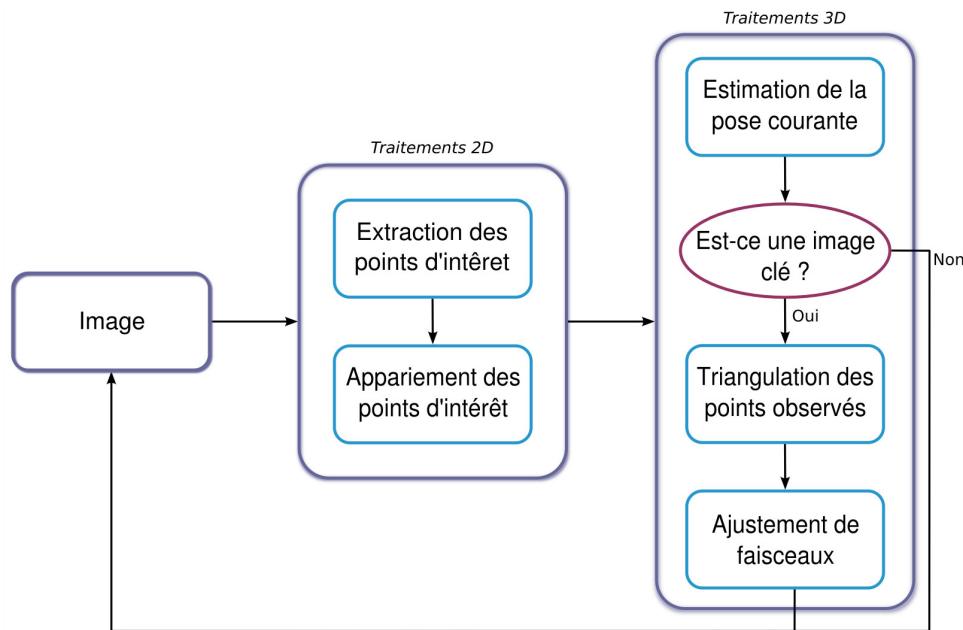 Traitements 3D
Estimation de la
pose courante
Traitements 2D
Extraction des
points d'intêret
Est-ce une image
clé ?
Non
Oui
Image
Appariement des
points d'intérêt
Triangulation des
points observés
Ajustement de
faisceaux